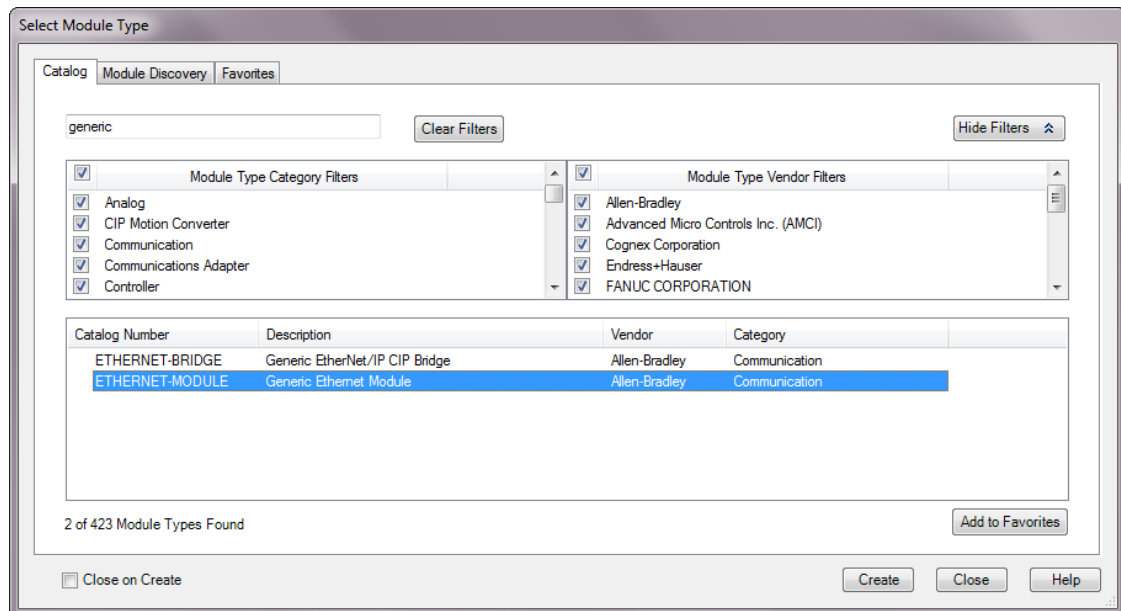 Select Module Type
Catalog Module Discovery Favorites
generic Clear Filters Hide Filters
Module Type Category Filters
Analog
CIP Motion Converter
Communication
Communications Adapter
Controller
Module Type Vendor Filters
Allen-Bradley
Advanced Micro Controls Inc. (AMCI)
Cognex Corporation
Endress+Hauser
FANUC CORPORATION
Catalog Number Description Vendor Category
ETHERNET-BRIDGE Generic EtherNet/IP CIP Bridge Allen-Bradley Communication
ETHERNET-MODULE Generic Ethernet Module Allen-Bradley Communication
2 of 423 Module Types Found Add to Favorites
Close on Create Create Close Help